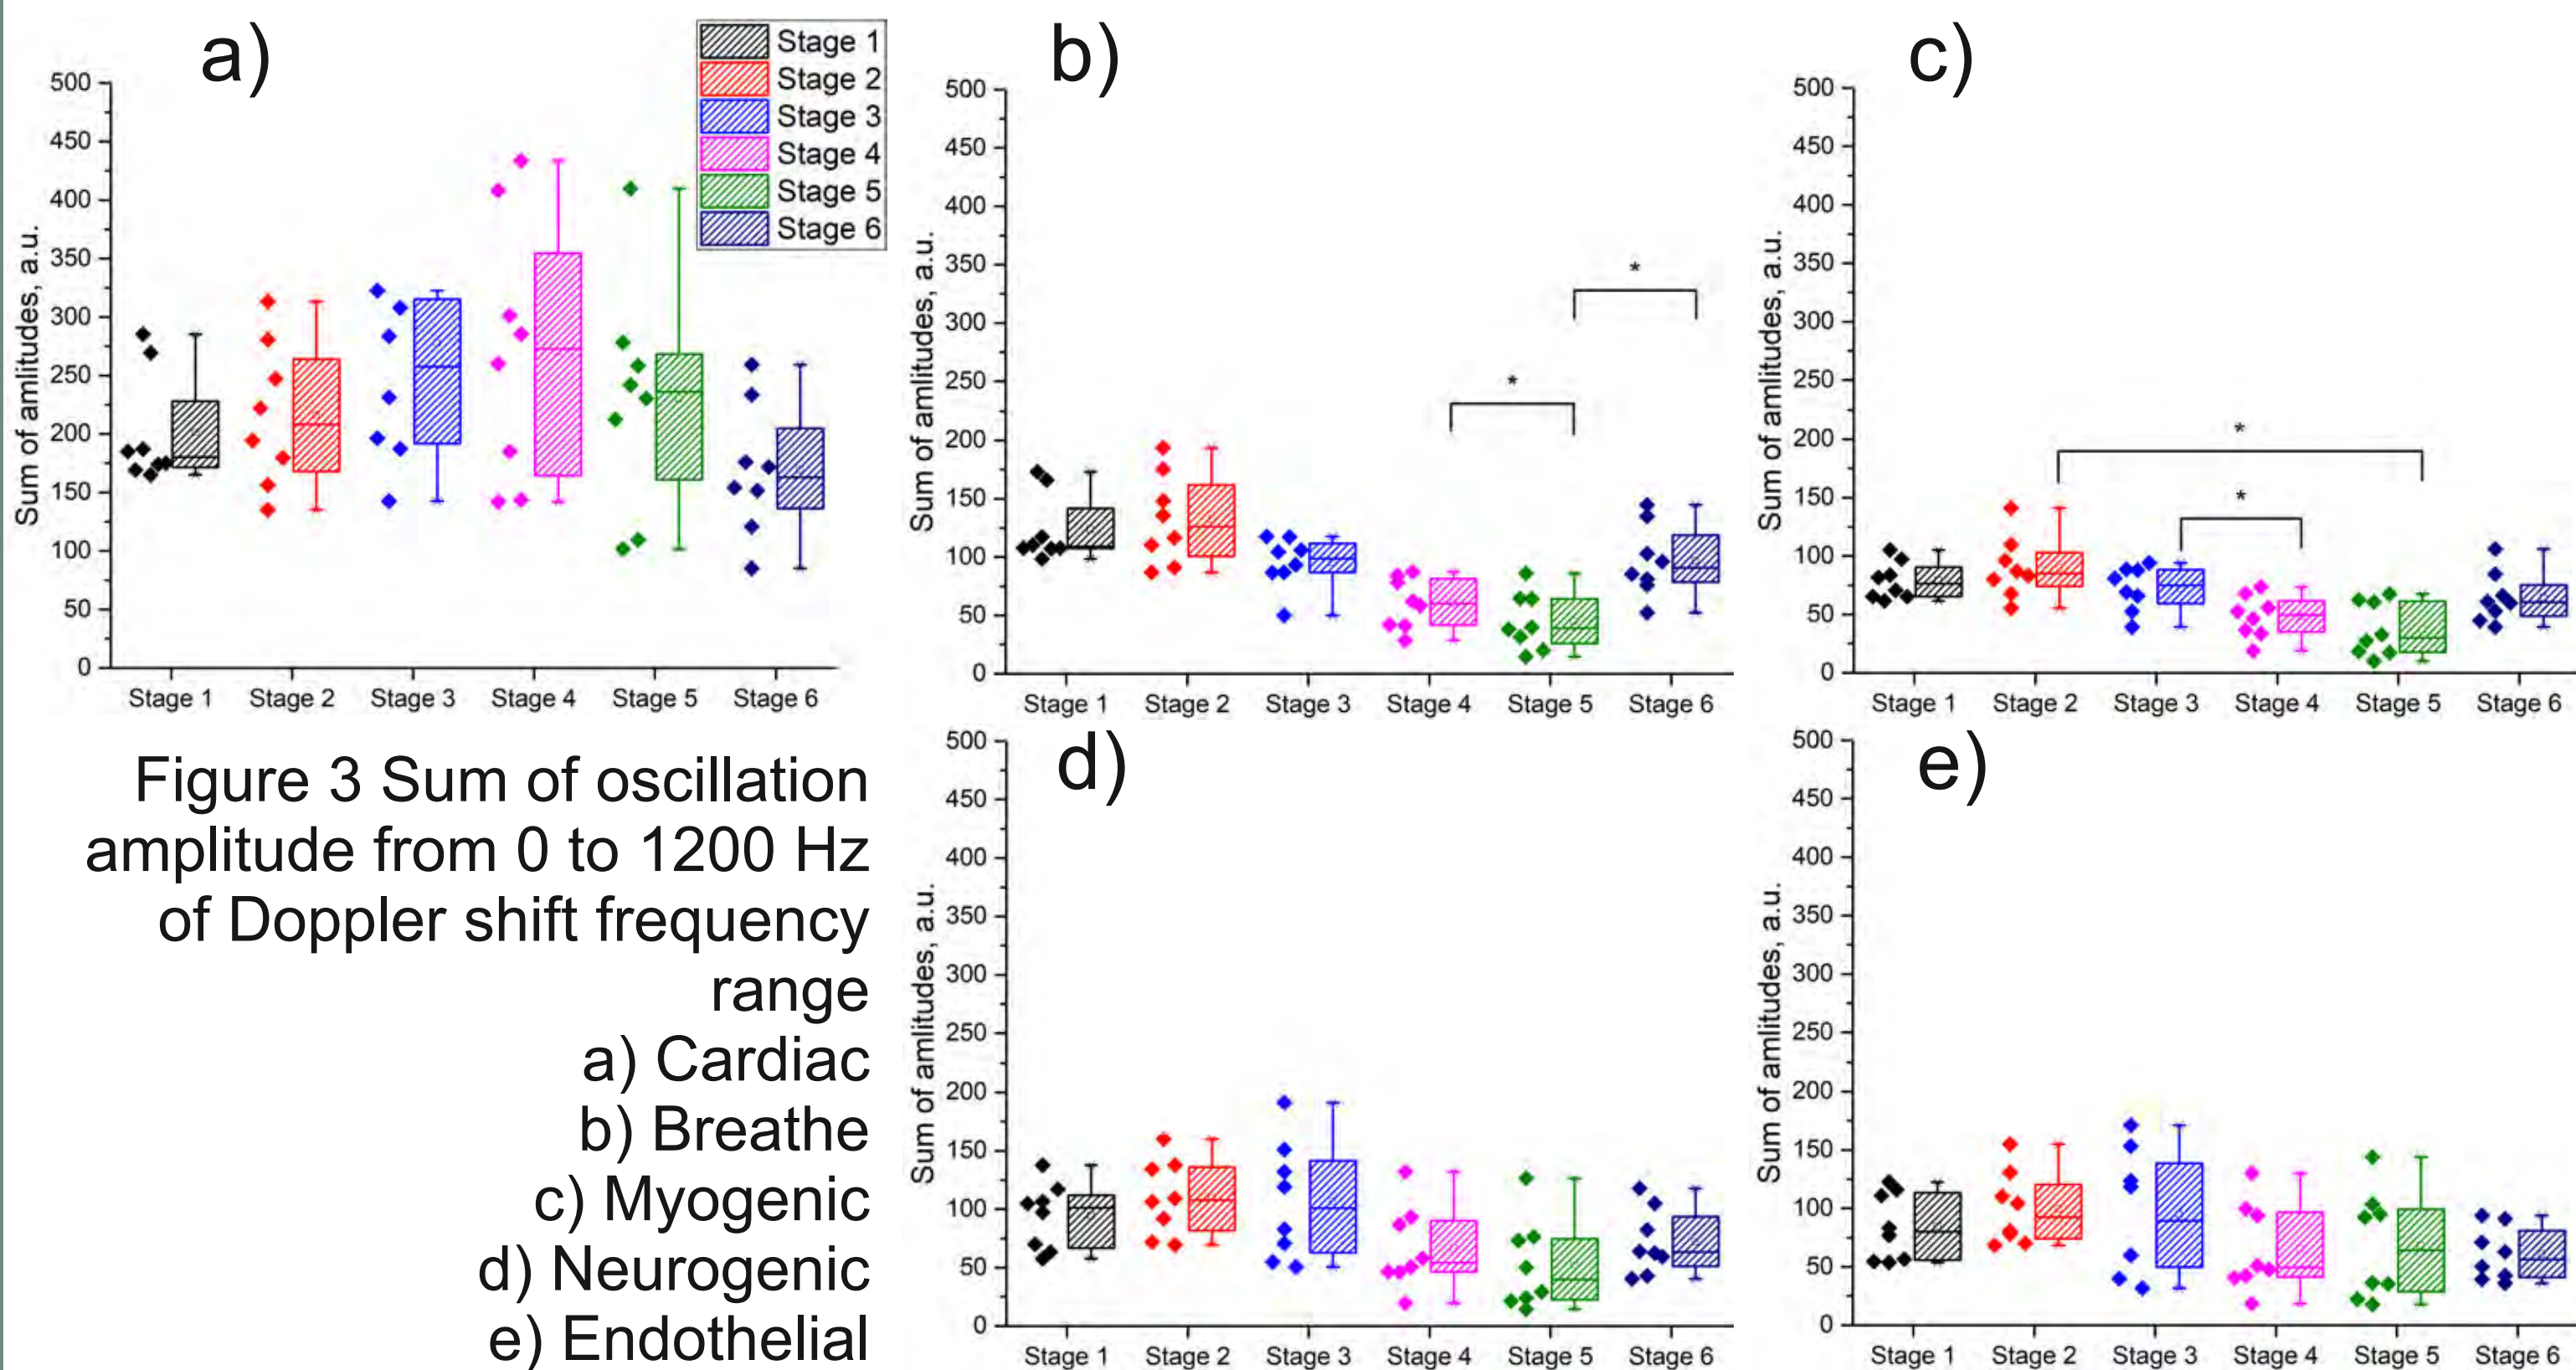 a)
Stage 1
Stage 2
Stage 3
Stage 4
Stage 5
Stage 6
500
450
400
350
300
250
200
150
100
50
0
Sum of amlitudes, a.u.
Stage 1 Stage 2 Stage 3 Stage 4 Stage 5 Stage 6
b)
500
450
400
350
300
250
200
150
100
50
0
Sum of amlitudes, a.u.
*
*
Stage 1 Stage 2 Stage 3 Stage 4 Stage 5 Stage 6
c)
500
450
400
350
300
250
200
150
100
50
0
Sum of amlitudes, a.u.
*
*
Stage 1 Stage 2 Stage 3 Stage 4 Stage 5 Stage 6
Figure 3 Sum of oscillation
amplitude from 0 to 1200 Hz
of Doppler shift frequency
range
a) Cardiac
b) Breathe
c) Myogenic
d) Neurogenic
e) Endothelial
d)
500
450
400
350
300
250
200
150
100
50
0
Sum of amlitudes, a.u.
Stage 1 Stage 2 Stage 3 Stage 4 Stage 5 Stage 6
e)
500
450
400
350
300
250
200
150
100
50
0
Sum of amlitudes, a.u.
Stage 1 Stage 2 Stage 3 Stage 4 Stage 5 Stage 6